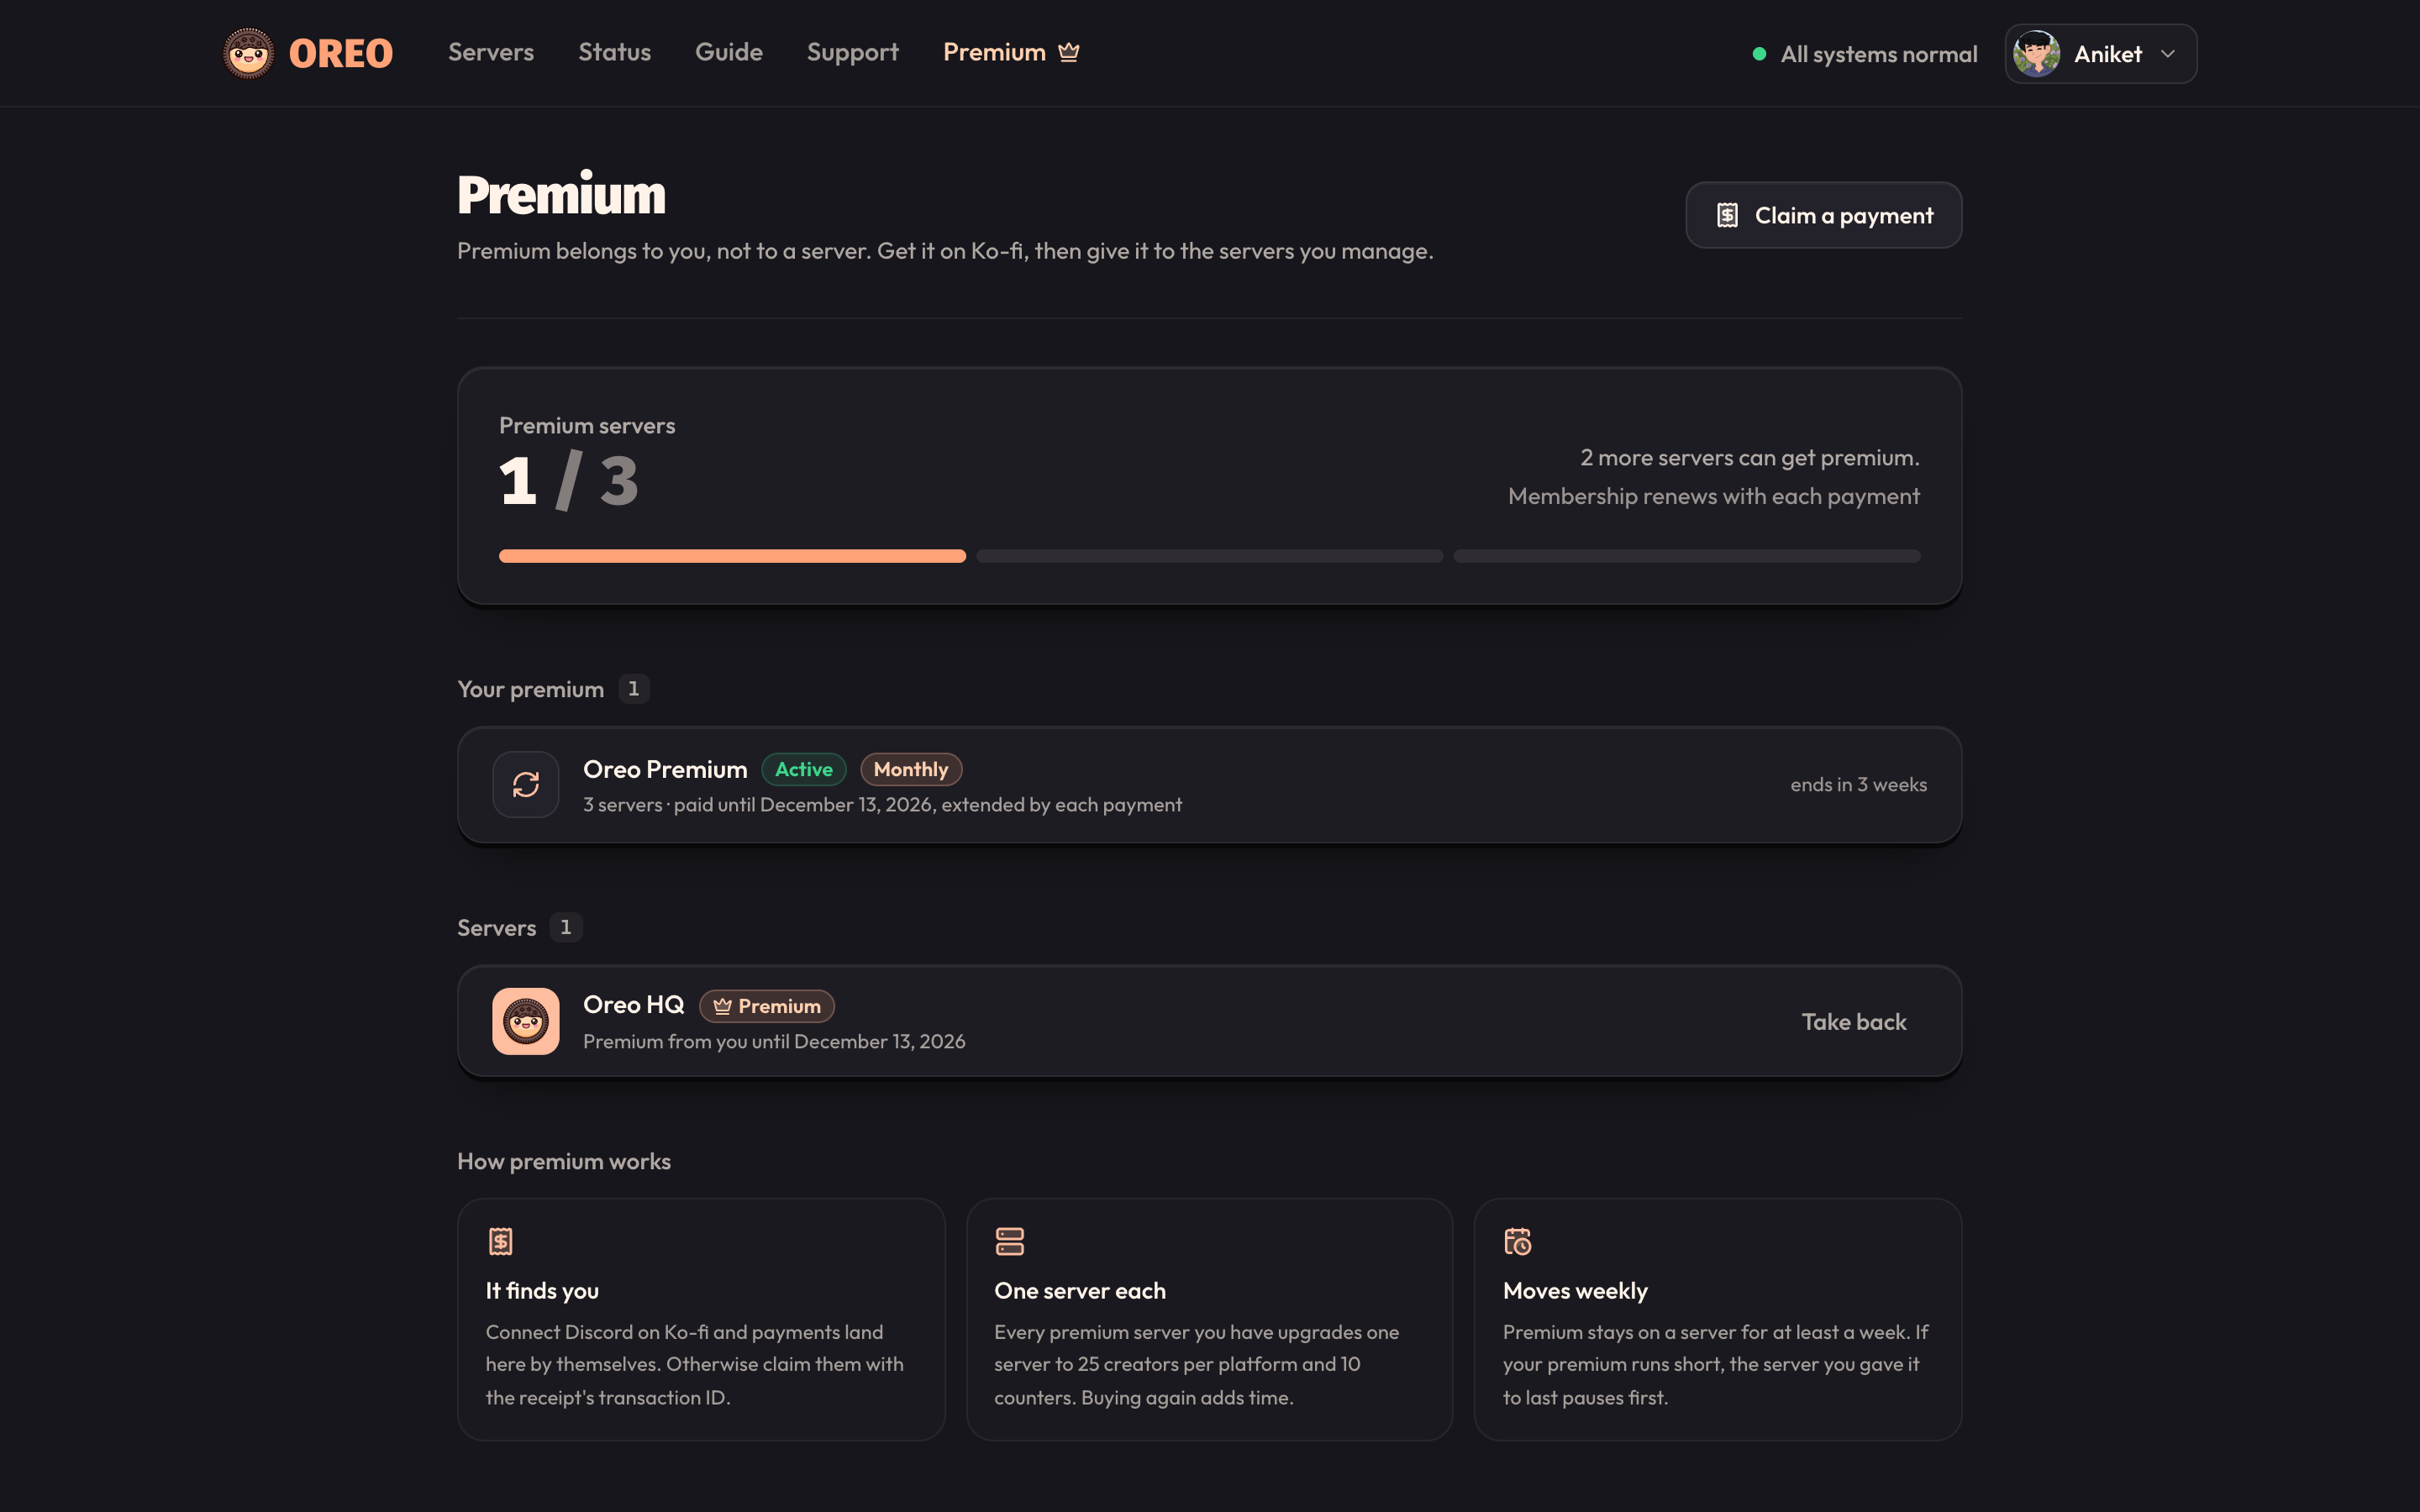 OREO
Servers
Status
Guide
Support
Premium
All systems normal
Aniket
Premium
Premium belongs to you, not to a server. Get it on Ko-fi, then give it to the servers you manage.
Claim a payment
Premium servers
1 / 3
2 more servers can get premium.
Membership renews with each payment
Your premium 1
Oreo Premium Active Monthly
3 servers · paid until December 13, 2026, extended by each payment
ends in 3 weeks
Servers 1
Oreo HQ Premium
Premium from you until December 13, 2026
Take back
How premium works
It finds you
Connect Discord on Ko-fi and payments land
here by themselves. Otherwise claim them with
the receipt's transaction ID.
One server each
Every premium server you have upgrades one
server to 25 creators per platform and 10
counters. Buying again adds time.
Moves weekly
Premium stays on a server for at least a week. If
your premium runs short, the server you gave it
to last pauses first.